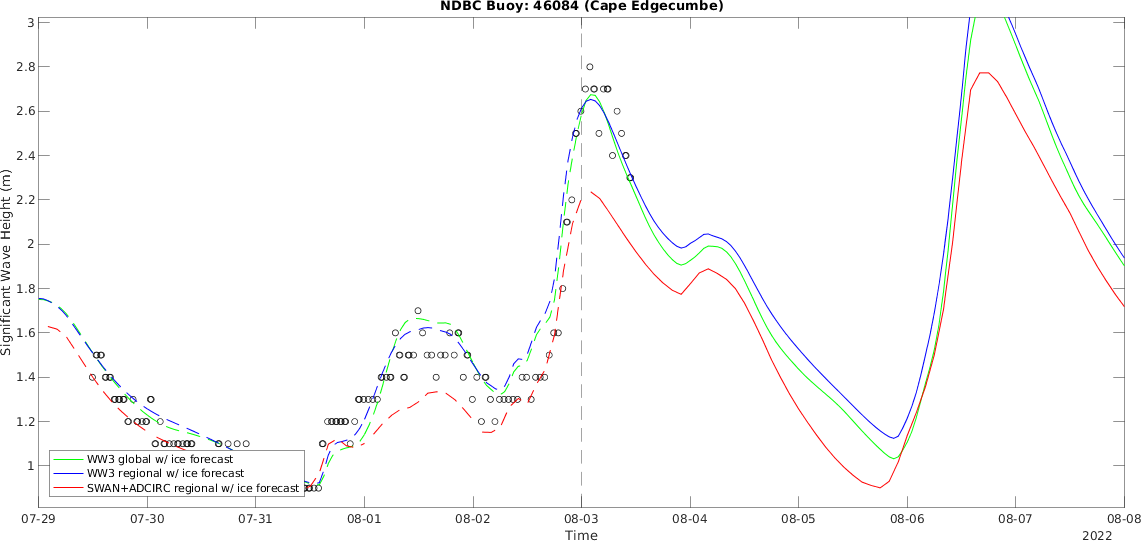 NDBC Buoy: 46084 (Cape Edgecumbe)
3
2.8
2.6
2.4
2.2
2
1.8
1.6
1.4
1.2
1
Significant Wave Height (m)
WW3 global w/ ice forecast
WW3 regional w/ ice forecast
SWAN+ADCIRC regional w/ ice forecast
07-29 07-30 07-31 08-01 08-02 08-03 08-04 08-05 08-06 08-07 08-08
Time
2022